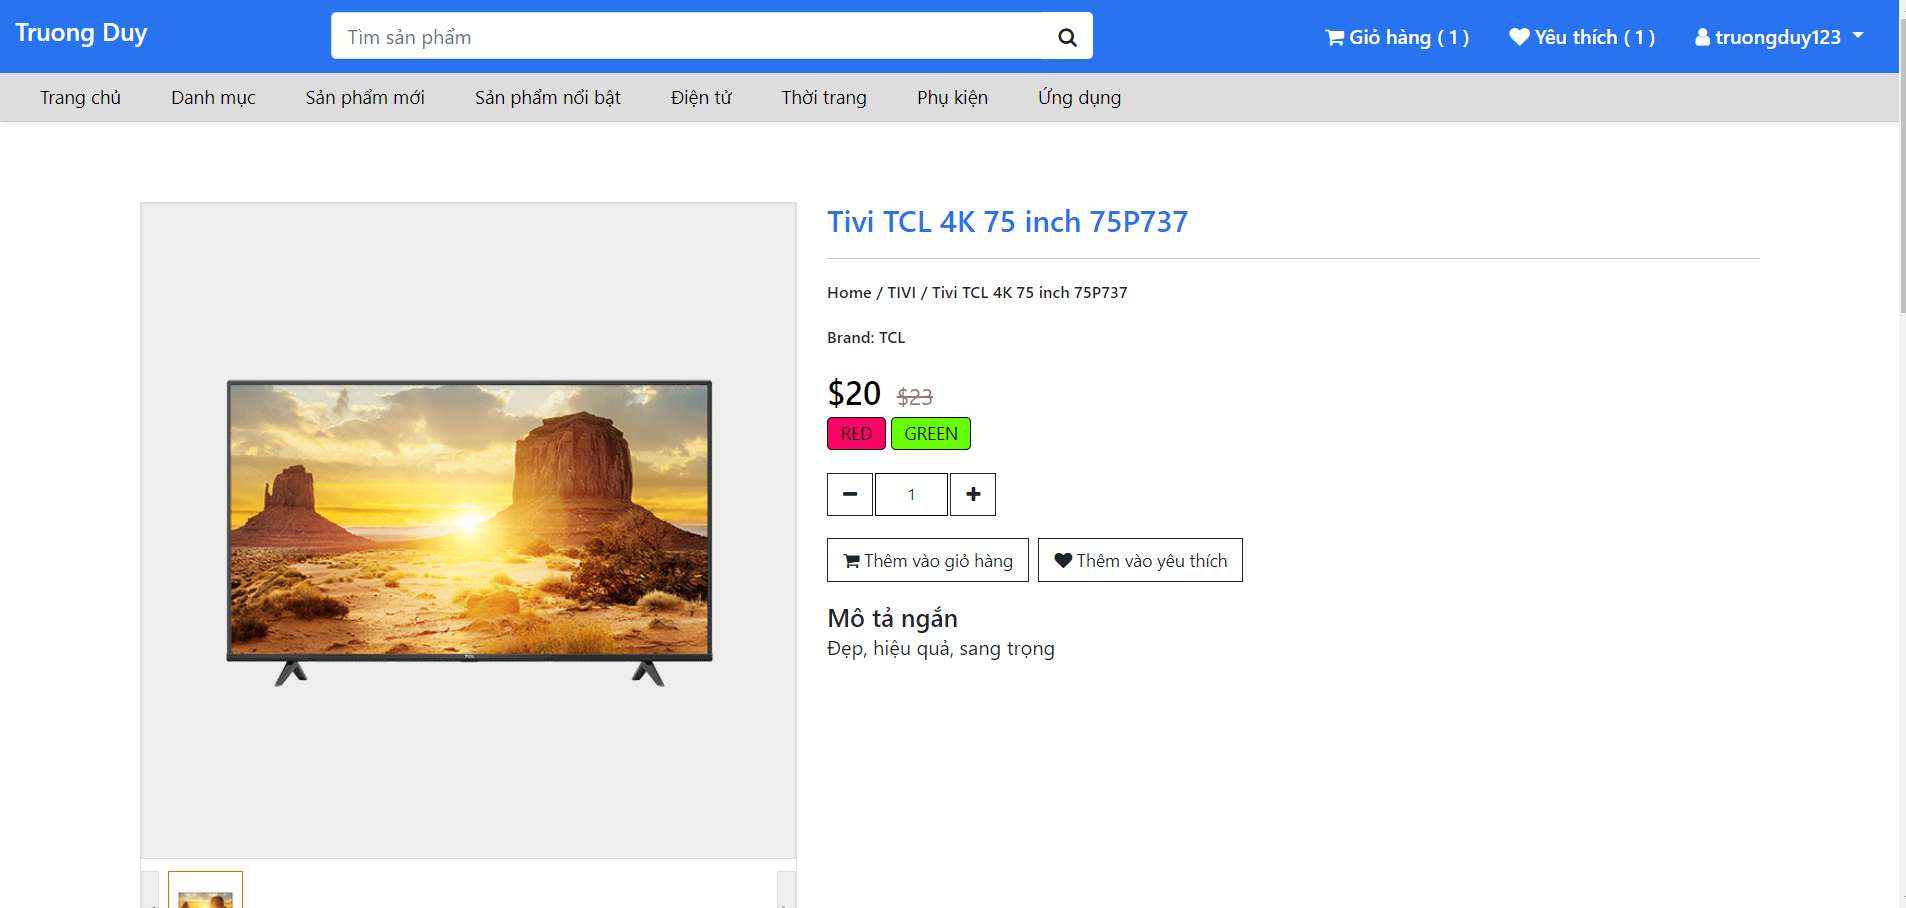 Truong Duy
Tìm sản phẩm
Giỏ hàng ( 1 )
Yêu thích ( 1 )
truongduy123
Trang chủ
Danh mục
Sản phẩm mới
Sản phẩm nổi bật
Điện tử
Thời trang
Phụ kiện
Ứng dụng
Tivi TCL 4K 75 inch 75P737
Home / TIVI / Tivi TCL 4K 75 inch 75P737
Brand: TCL
$20 $23
RED GREEN
1
Thêm vào giỏ hàng
Thêm vào yêu thích
Mô tả ngắn
Đẹp, hiệu quả, sang trọng
TCL